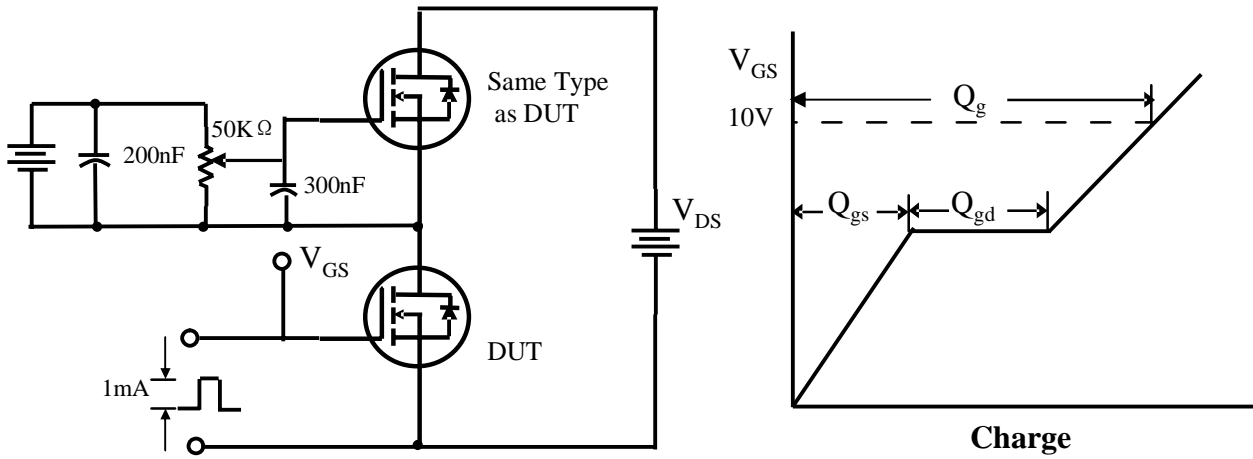 Same Type
as DUT
50KΩ
200nF
300nF
V_DS
V_GS
DUT
1mA
V_GS
10V
Q_g
Q_gs
Q_gd
Charge